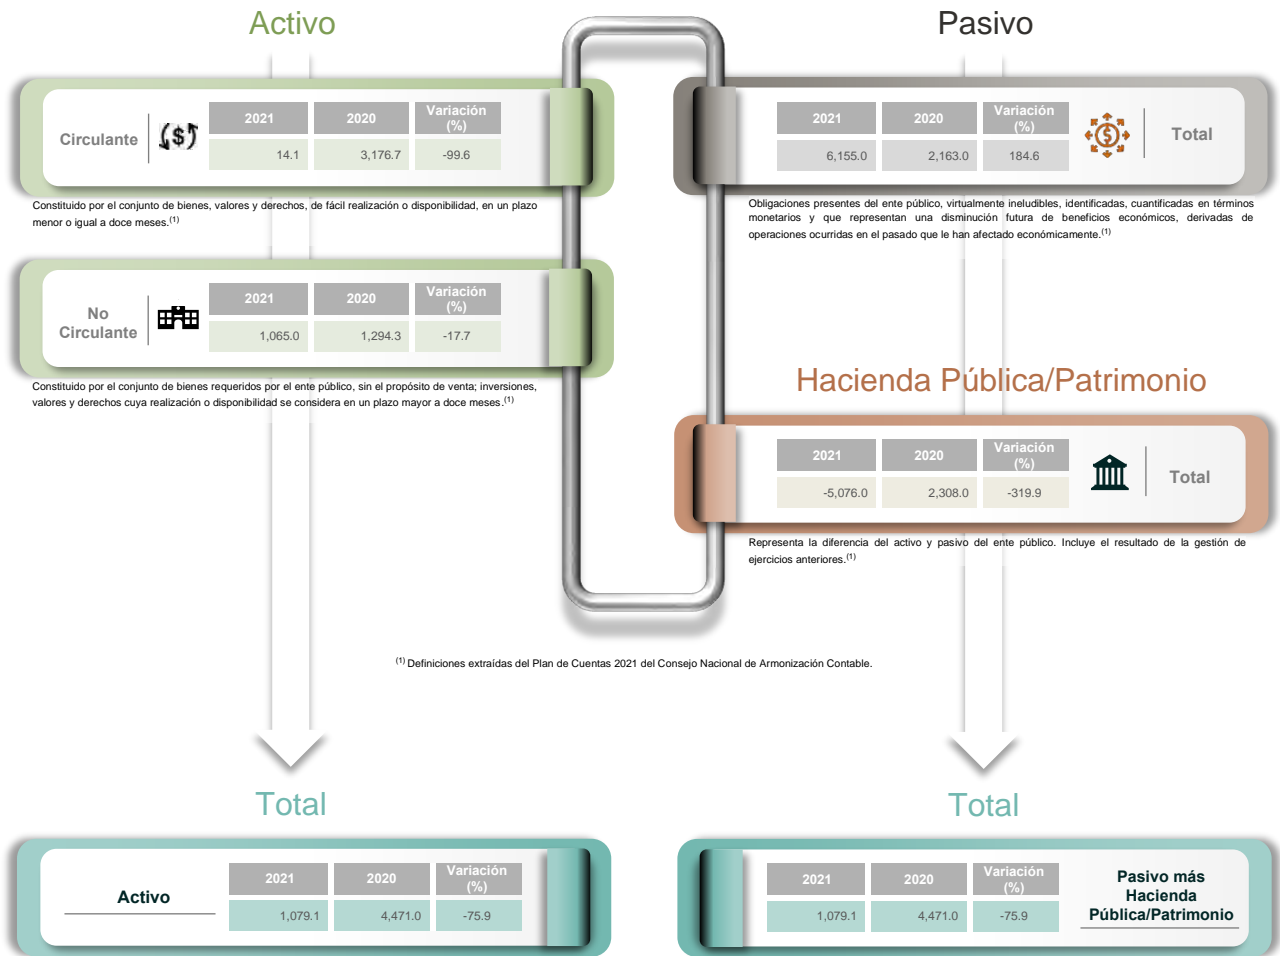 Activo
Circulante
2021 2020 Variación (%)
14.1 3,176.7 -99.6
Constituido por el conjunto de bienes, valores y derechos, de fácil realización o disponibilidad, en un plazo
menor o igual a doce meses.(1)
No
Circulante
2021 2020 Variación (%)
1,065.0 1,294.3 -17.7
Constituido por el conjunto de bienes requeridos por el ente público, sin el propósito de venta; inversiones,
valores y derechos cuya realización o disponibilidad se considera en un plazo mayor a doce meses.(1)
Pasivo
2021 2020 Variación (%)
6,155.0 2,163.0 184.6
Total
Obligaciones presentes del ente público, virtualmente ineludibles, identificadas, cuantificadas en términos
monetarios y que representan una disminución futura de beneficios económicos, derivadas de
operaciones ocurridas en el pasado que le han afectado económicamente.(1)
Hacienda Pública/Patrimonio
2021 2020 Variación (%)
-5,076.0 2,308.0 -319.9
Total
Representa la diferencia del activo y pasivo del ente público. Incluye el resultado de la gestión de
ejercicios anteriores.(1)
(1) Definiciones extraídas del Plan de Cuentas 2021 del Consejo Nacional de Armonización Contable.
Total
Activo
2021 2020 Variación (%)
1,079.1 4,471.0 -75.9
Total
2021 2020 Variación (%)
1,079.1 4,471.0 -75.9
Pasivo más
Hacienda
Pública/Patrimonio